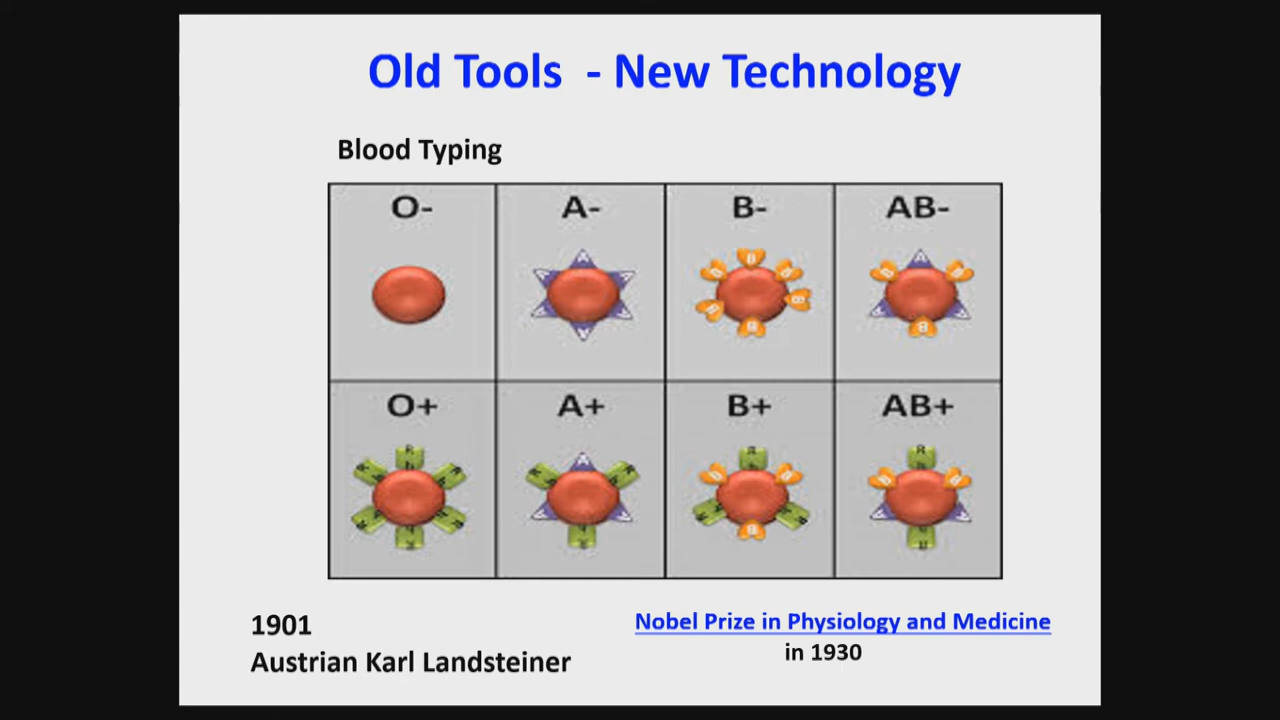 Old Tools - New Technology
Blood Typing
O- A- B- AB-
O+ A+ B+ AB+
1901
Austrian Karl Landsteiner
Nobel Prize in Physiology and Medicine
in 1930